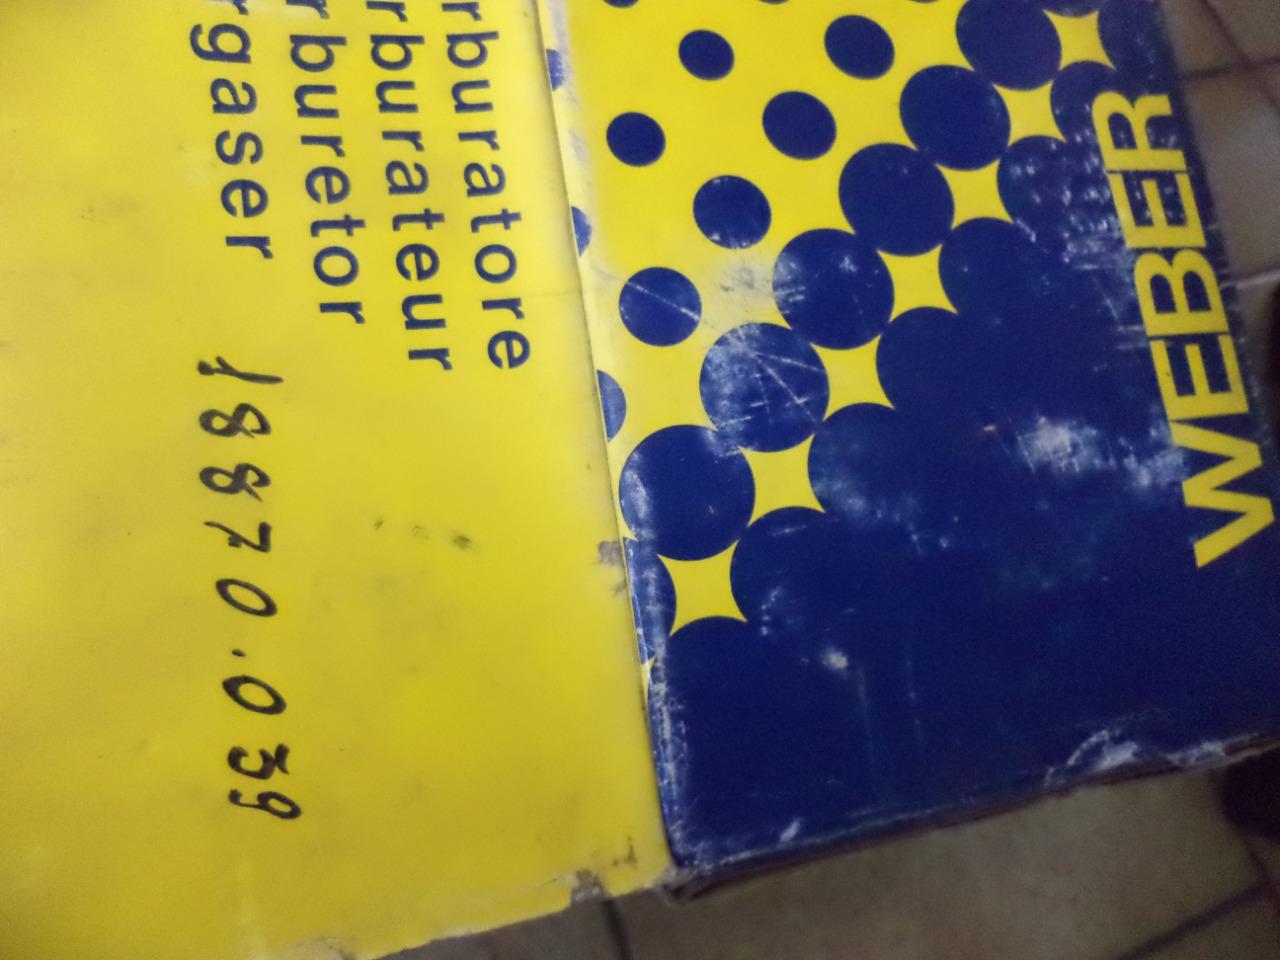 rburatore
rburateur
rburetor
rgaser
18870.039
WEBER